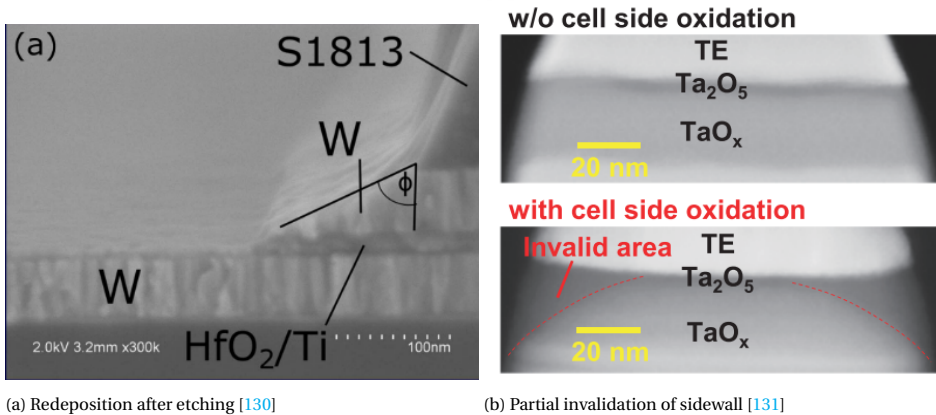 (a)
S1813
W
ϕ
W
HfO₂/Ti
2.0kV 3.2mm x300k
100nm
(a) Redeposition after etching [130]
w/o cell side oxidation
TE
Ta₂O₅
TaOₓ
20 nm
with cell side oxidation
Invalid area
TE
Ta₂O₅
TaOₓ
20 nm
(b) Partial invalidation of sidewall [131]